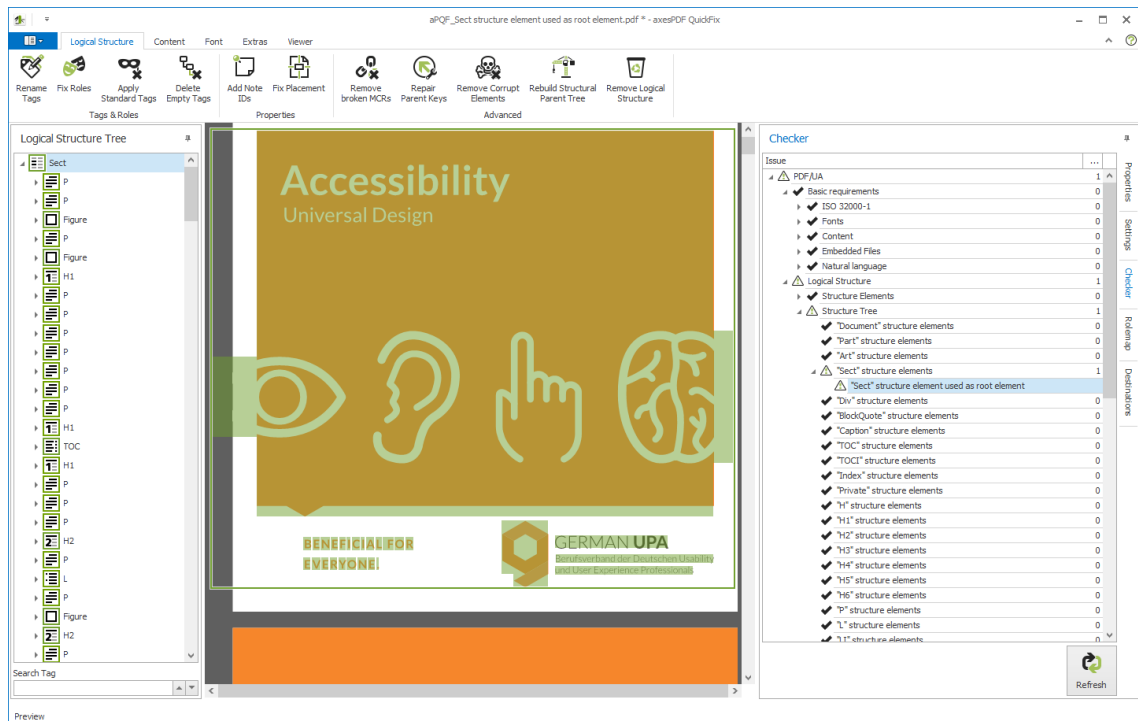 aPQF_Sect structure element used as root element.pdf * - axesPDF QuickFix
Logical Structure
Content
Font
Extras
Viewer
Rename Tags
Fix Roles
Apply Standard Tags
Delete Empty Tags
Add Note IDs
Fix Placement
Remove broken MCRs
Repair Parent Keys
Remove Corrupt Elements
Rebuild Structural Parent Tree
Remove Logical Structure
Tags & Roles
Properties
Advanced
Logical Structure Tree
Sect
P
P
Figure
P
Figure
1 H1
P
P
P
P
P
P
P
1 H1
TOC
1 H1
P
P
P
2 H2
P
L
P
Figure
2 H2
P
Search Tag
Preview
Accessibility
Universal Design
BENEFICIAL FOR
EVERYONE.
GERMAN UPA
Berufsverband der Deutschen Usability
und User Experience Professionals
Checker
Issue ...
PDF/UA 1
Basic requirements 0
ISO 32000-1 0
Fonts 0
Content 0
Embedded Files 0
Natural language 0
Logical Structure 1
Structure Elements 0
Structure Tree 1
"Document" structure elements 0
"Part" structure elements 0
"Art" structure elements 0
"Sect" structure elements 1
"Sect" structure element used as root element
"Div" structure elements 0
"BlockQuote" structure elements 0
"Caption" structure elements 0
"TOC" structure elements 0
"TOCI" structure elements 0
"Index" structure elements 0
"Private" structure elements 0
"H" structure elements 0
"H1" structure elements 0
"H2" structure elements 0
"H3" structure elements 0
"H4" structure elements 0
"H5" structure elements 0
"H6" structure elements 0
"P" structure elements 0
"L" structure elements 0
"LI" structure elements 0
Refresh
Properties
Settings
Checker
Rolemap
Destinations